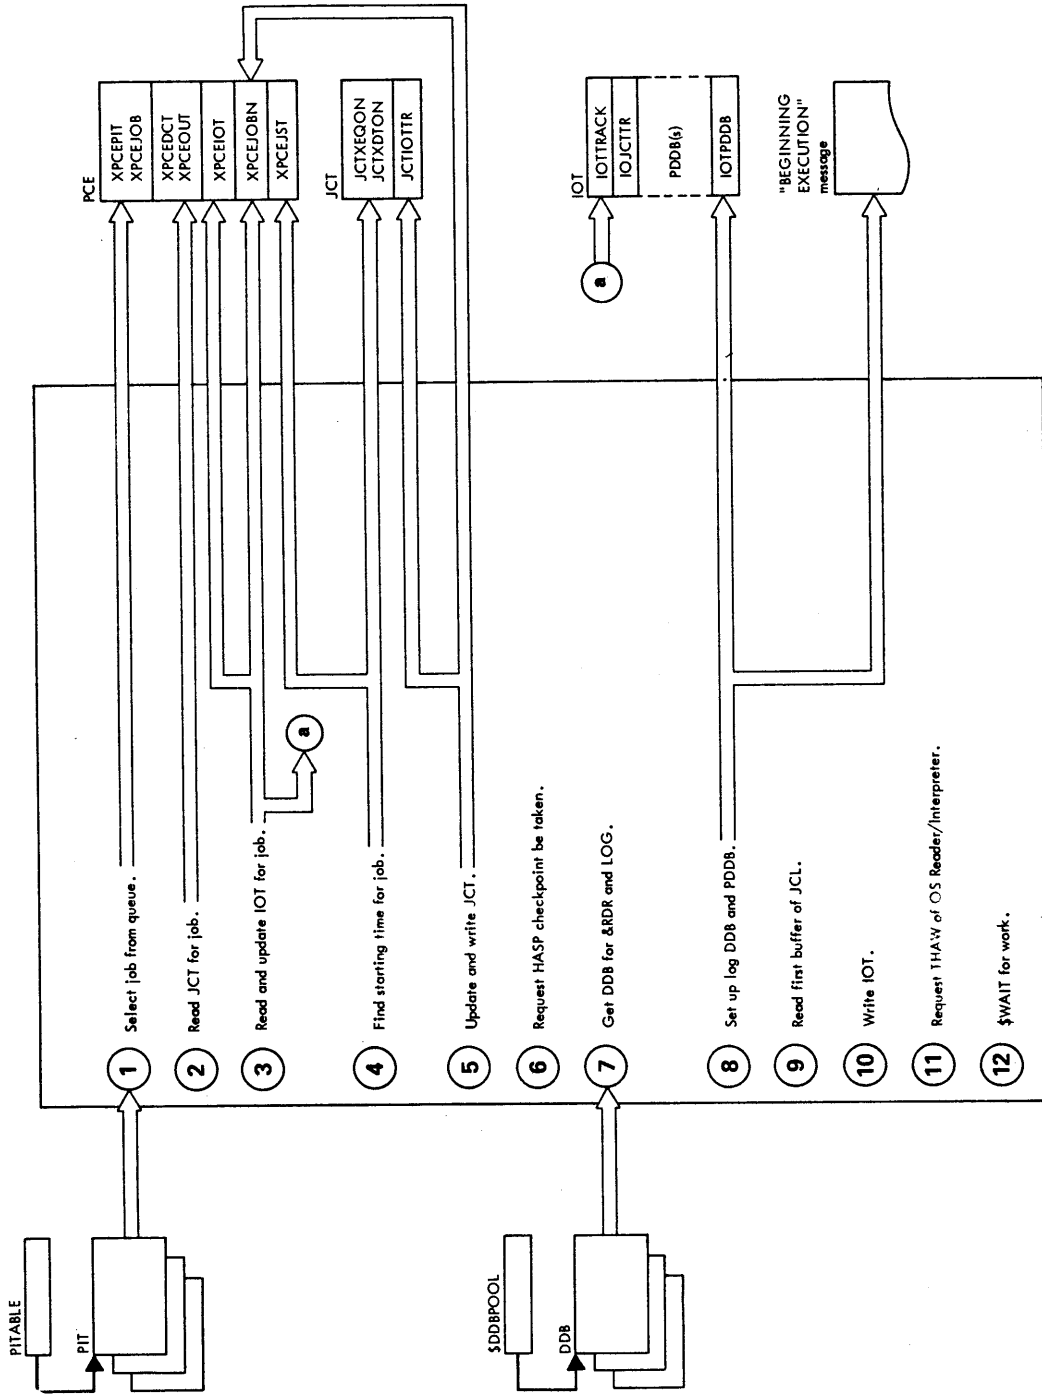 PITABLE
PIT
$DDBPOOL
DDB
1 Select job from queue.
2 Read JCT for job.
3 Read and update IOT for job.
a
4 Find starting time for job.
5 Update and write JCT.
6 Request HASP checkpoint be taken.
7 Get DDB for &RDR and LOG.
8 Set up log DDB and PDDB.
9 Read first buffer of JCL.
10 Write IOT.
11 Request THAW of OS Reader/Interpreter.
12 $WAIT for work.
PCE
XPCEPIT
XPCEJOB
XPCEDCT
XPCEOUT
XPCEIOT
XPCEJOBN
XPCEJST
JCT
JCTXEQON
JCTXDTON
JCTIOTTR
a
IOT
IOTTRACK
IOJCTTR
PDDB(s)
IOTPDDB
"BEGINNING
EXECUTION"
message